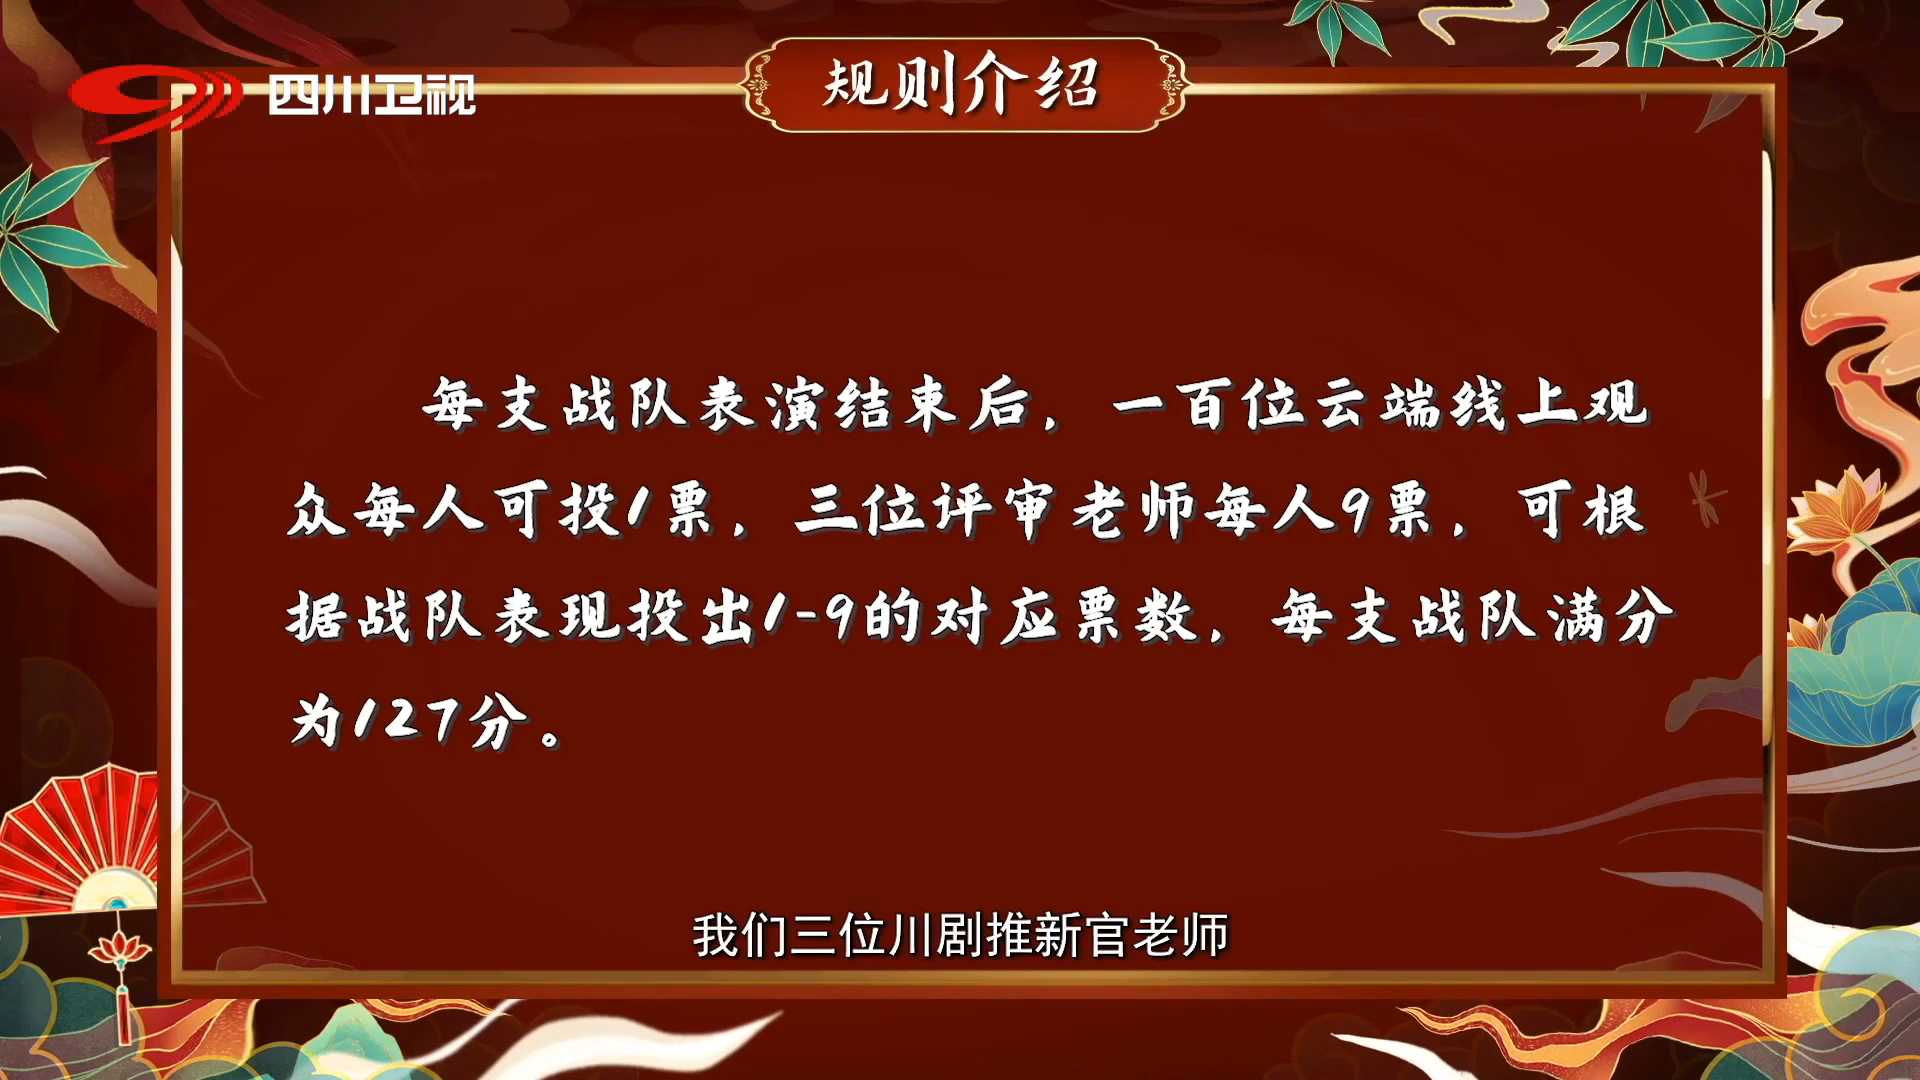 四川卫视
规则介绍
每支战队表演结束后，一百位云端线上观
众每人可投1票，三位评审老师每人9票，可根
据战队表现投出1-9的对应票数，每支战队满分
为127分。
我们三位川剧推新官老师